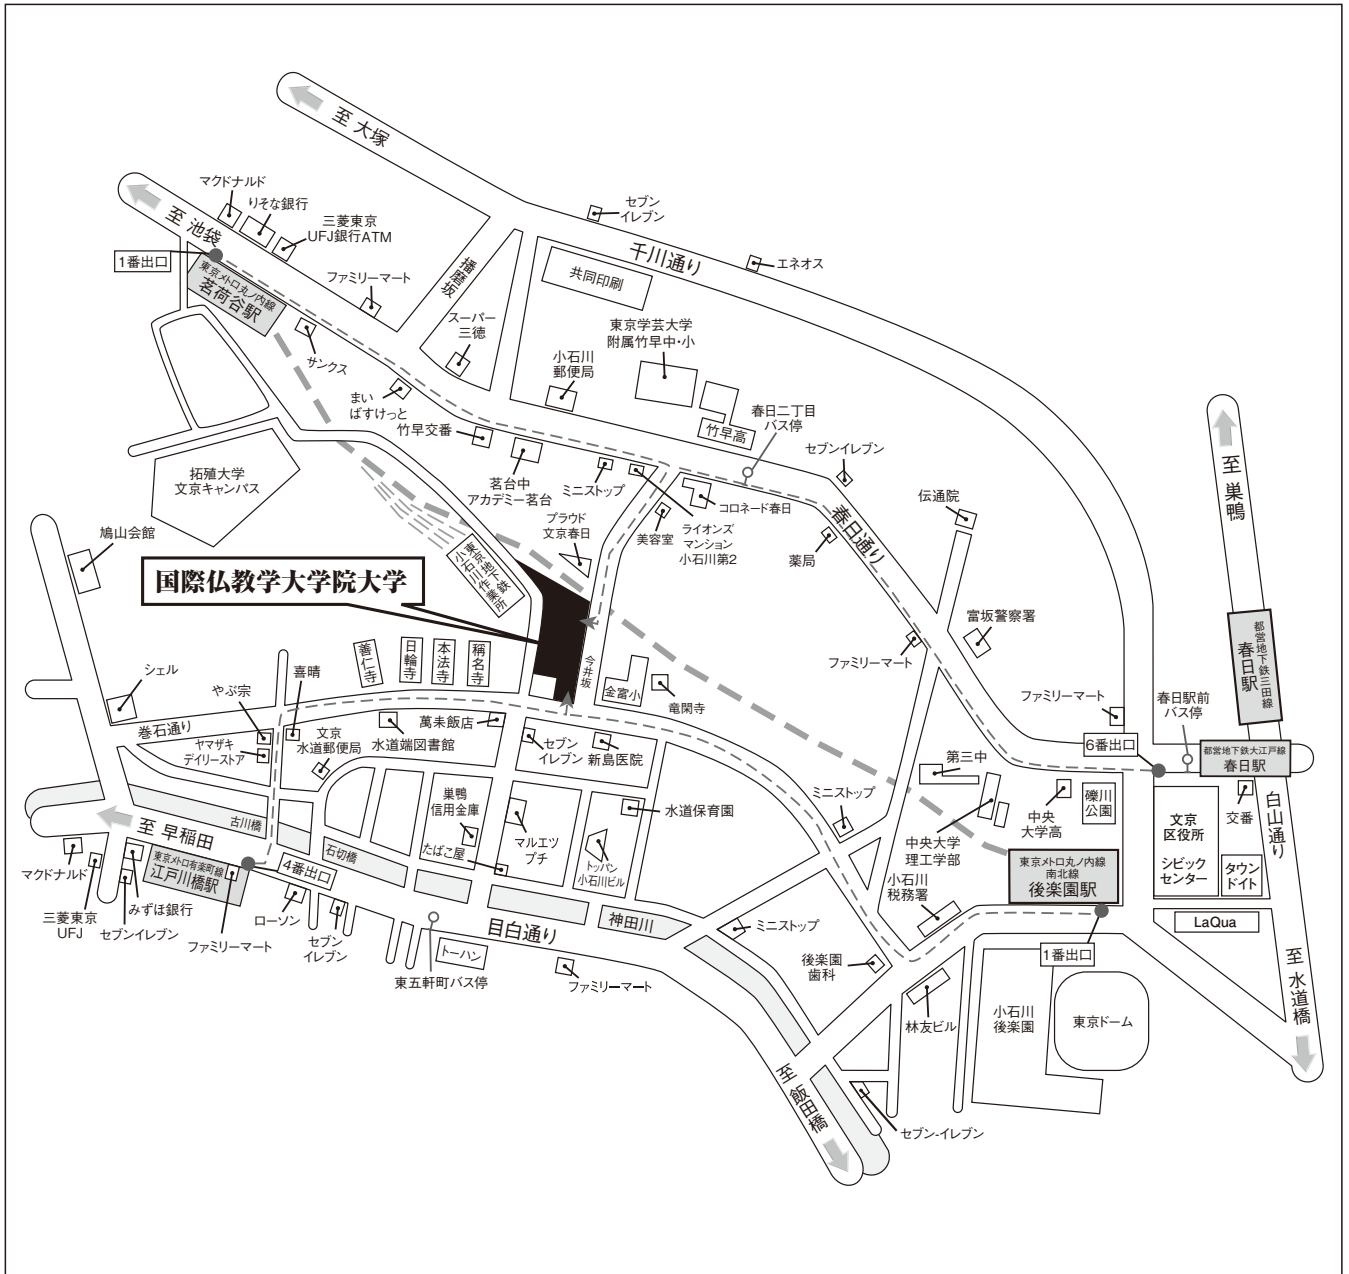 至 大塚
マクドナルド
りそな銀行
三菱東京
UFJ銀行ATM
至 池袋
1番出口
東京メトロ丸ノ内線
茗荷谷駅
ファミリーマート
播磨坂
セブン
イレブン
千川通り
エネオス
共同印刷
スーパー
三徳
サンクス
まい
ばすけっと
小石川
郵便局
東京学芸大学
附属竹早中・小
竹早高
春日二丁目
バス停
セブンイレブン
竹早交番
茗台中
アカデミー茗台
ミニストップ
プラウド
文京春日
美容室
ライオンズ
マンション
小石川第2
コロネード春日
薬局
春日通り
伝通院
至 巣鴨
拓殖大学
文京キャンパス
鳩山会館
東京地下鉄
小石川作業所
国際仏教学大学院大学
富坂警察署
ファミリーマート
都営地下鉄三田線
春日駅
善仁寺
日輪寺
本法寺
稱名寺
今井坂
金富小
竜閑寺
シェル
やぶ宗
喜晴
巻石通り
ヤマザキ
デイリーストア
文京
水道郵便局
水道端図書館
萬未飯店
セブン
イレブン
新島医院
ファミリーマート
春日駅前
バス停
6番出口
都営地下鉄大江戸線
春日駅
第三中
ミニストップ
中央大学
理工学部
中央
大学高
礫川
公園
文京
区役所
シビック
センター
交番
タウン
ドイト
白山通り
LaQua
古川橋
石切橋
巣鴨
信用金庫
たばこ屋
マルエツ
プチ
水道保育園
トッパン
小石川ビル
至 早稲田
マクドナルド
三菱東京
UFJ
みずほ銀行
セブンイレブン
東京メトロ有楽町線
江戸川橋駅
4番出口
ファミリーマート
ローソン
セブン
イレブン
目白通り
神田川
トーハン
東五軒町バス停
ファミリーマート
ミニストップ
小石川
税務署
東京メトロ丸ノ内線
南北線
後楽園駅
1番出口
後楽園
歯科
林友ビル
小石川
後楽園
東京ドーム
至 水道橋
至 飯田橋
セブン-イレブン